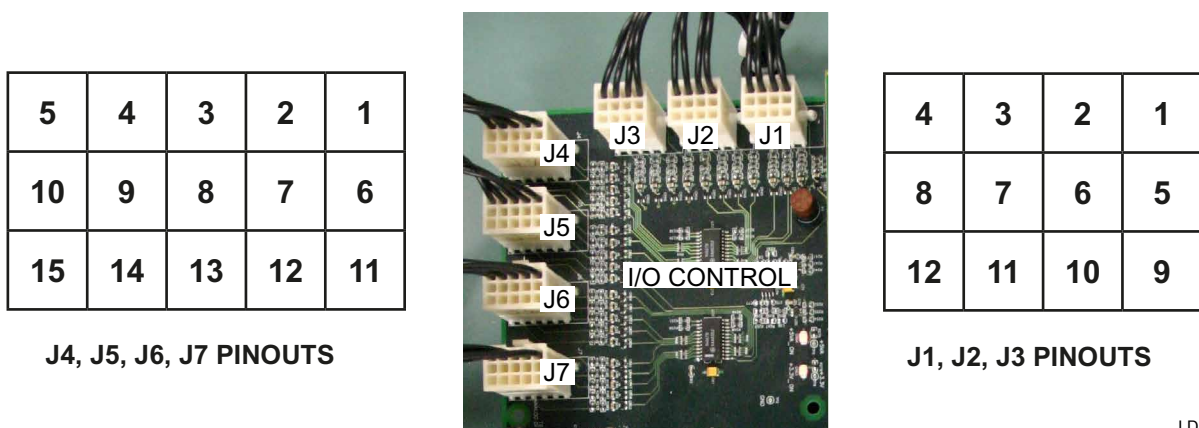 5 4 3 2 1
10 9 8 7 6
15 14 13 12 11
J4, J5, J6, J7 PINOUTS
J3 J2 J1
J4
J5
J6
J7
I/O CONTROL
GND
4 3 2 1
8 7 6 5
12 11 10 9
J1, J2, J3 PINOUTS